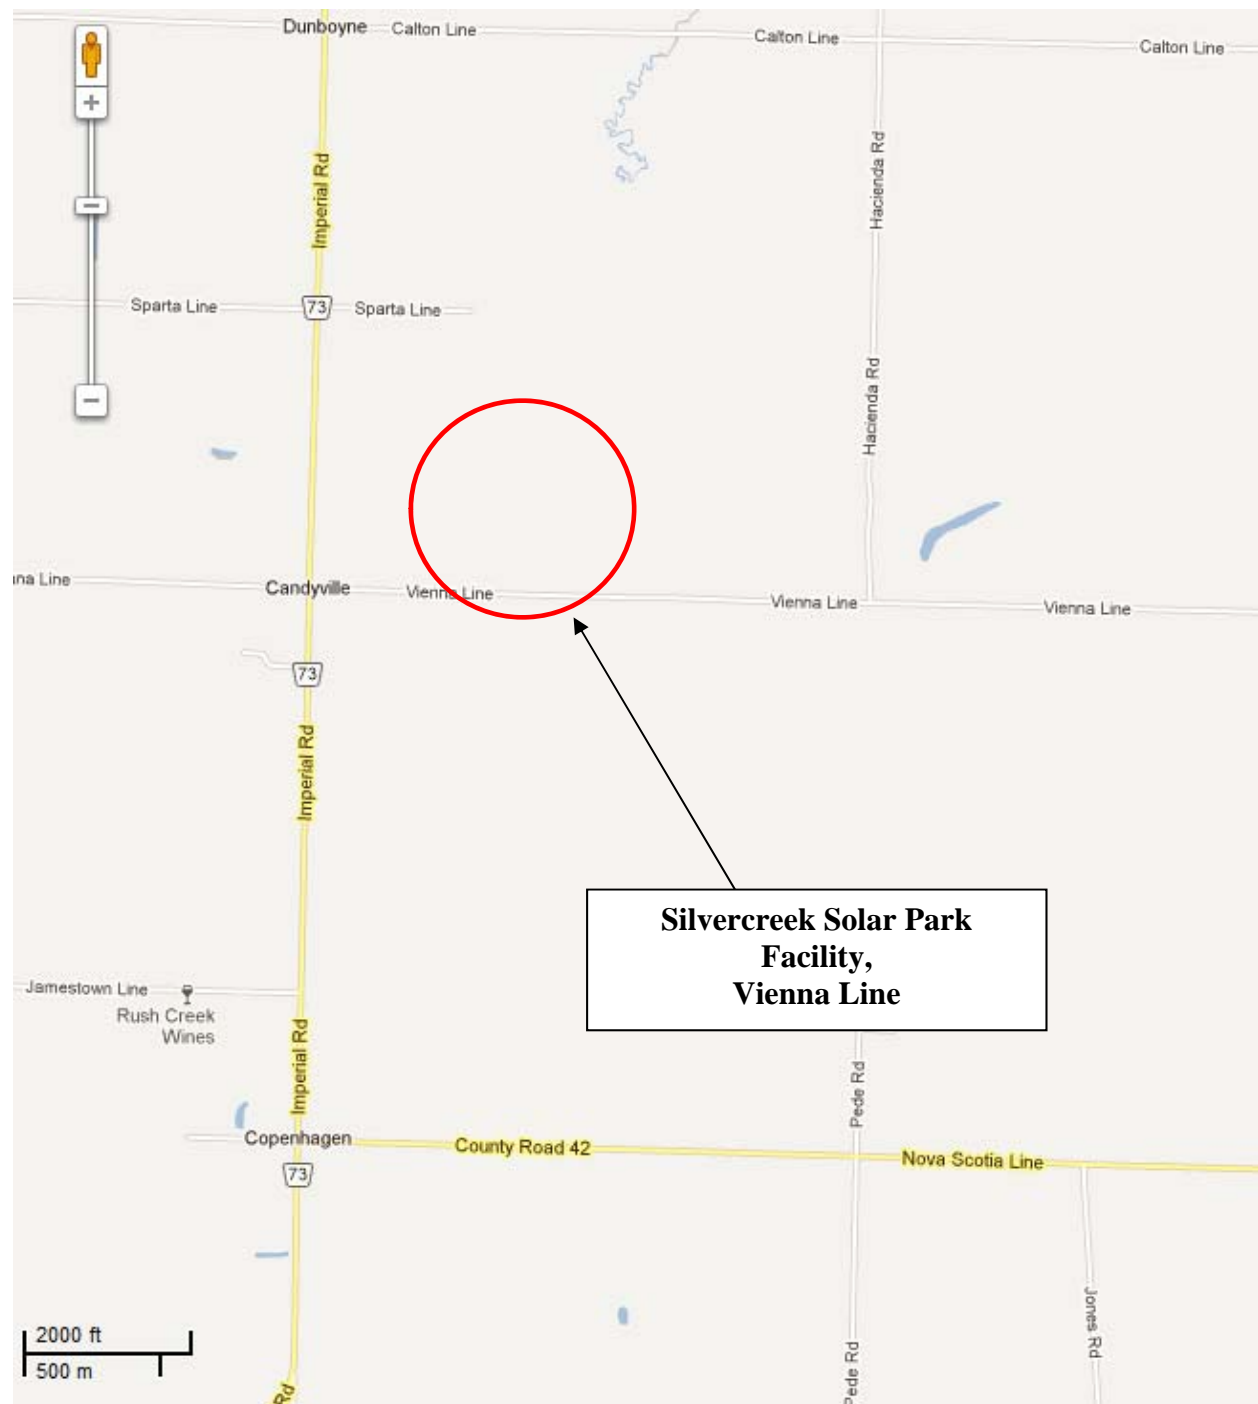 Dunboyne
Calton Line
Calton Line
Calton Line
+
−
−
Imperial Rd
Hacienda Rd
Sparta Line
73
Sparta Line
Hacienda Rd
nna Line
Candyville
Vienna Line
Vienna Line
Vienna Line
73
Imperial Rd
Silvercreek Solar Park
Facility,
Vienna Line
Jamestown Line
Rush Creek
Wines
Imperial Rd
Pede Rd
Copenhagen
County Road 42
Nova Scotia Line
73
Jones Rd
2000 ft
500 m
Pede Rd
Rd